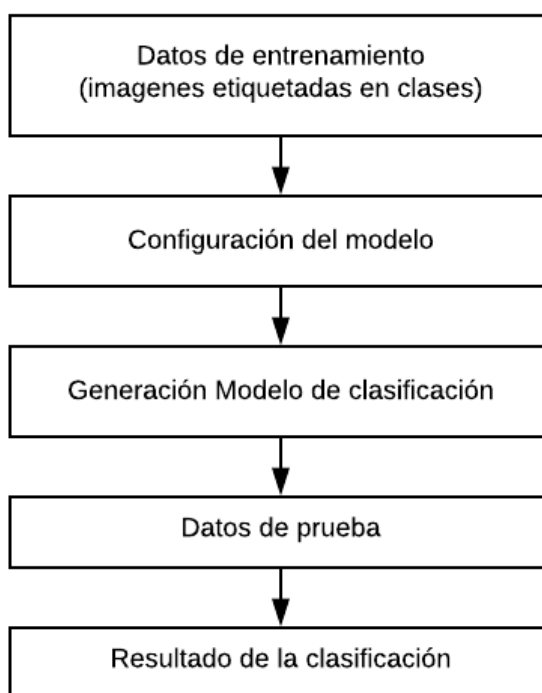 Datos de entrenamiento
(imagenes etiquetadas en clases)
Configuración del modelo
Generación Modelo de clasificación
Datos de prueba
Resultado de la clasificación